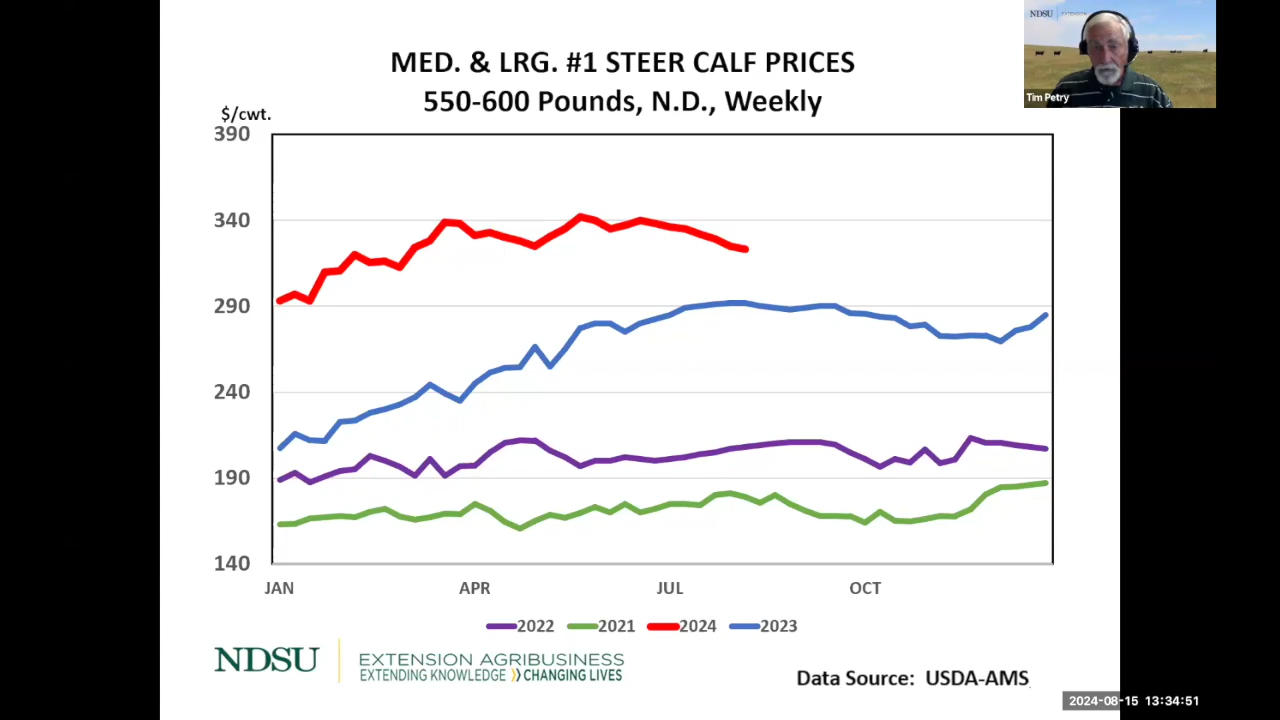 NDSU EXTENSION
Tim Petry
MED. & LRG. #1 STEER CALF PRICES
550-600 Pounds, N.D., Weekly
$/cwt.
390
340
290
240
190
140
JAN APR JUL OCT
2022 2021 2024 2023
NDSU EXTENSION AGRIBUSINESS
EXTENDING KNOWLEDGE CHANGING LIVES
Data Source: USDA-AMS
2024-08-15 13:34:51